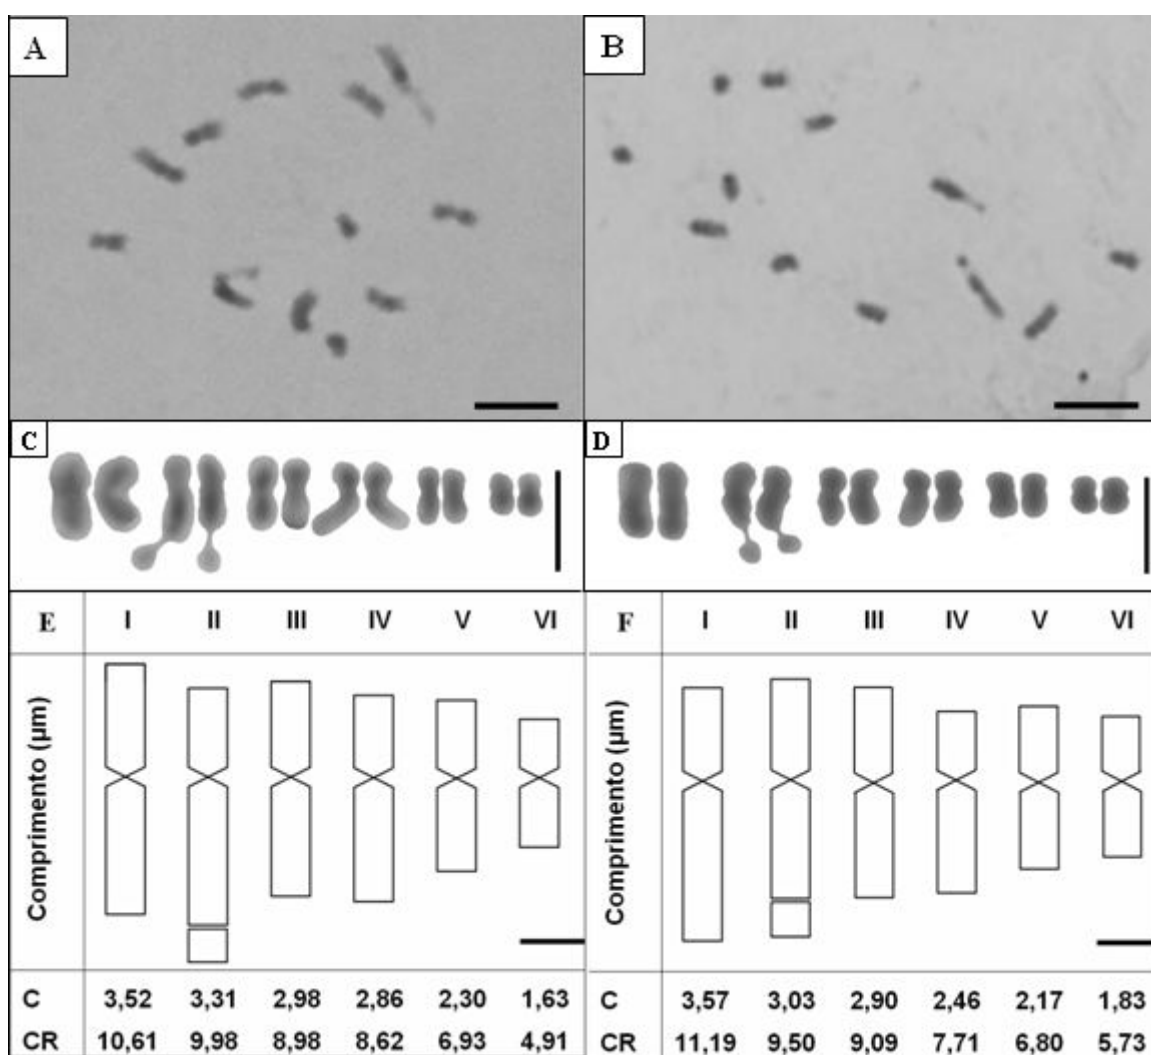 A
B
C
D
E I II III IV V VI
F I II III IV V VI
Comprimento (µm)
Comprimento (µm)
C 3,52 3,31 2,98 2,86 2,30 1,63
CR 10,61 9,98 8,98 8,62 6,93 4,91
C 3,57 3,03 2,90 2,46 2,17 1,83
CR 11,19 9,50 9,09 7,71 6,80 5,73